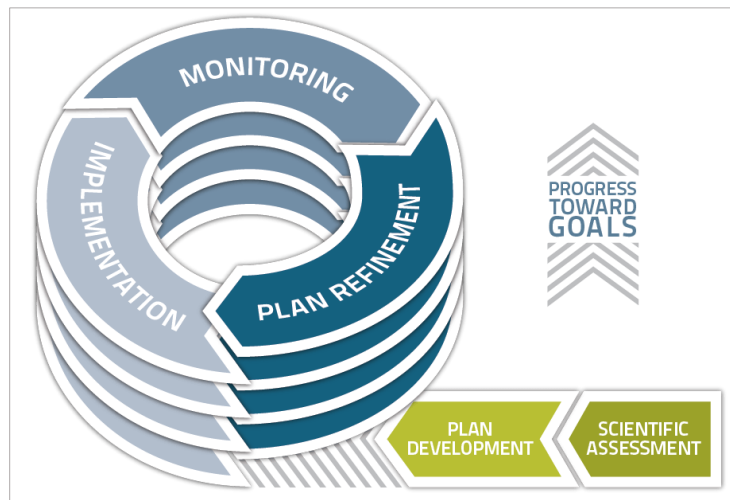 MONITORING
IMPLEMENTATION
PLAN REFINEMENT
PROGRESS
TOWARD
GOALS
PLAN
DEVELOPMENT
SCIENTIFIC
ASSESSMENT